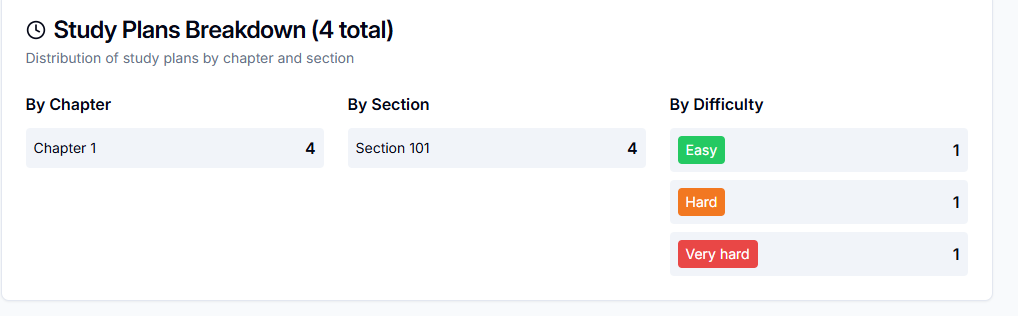 Study Plans Breakdown (4 total)
Distribution of study plans by chapter and section
By Chapter
Chapter 1 4
By Section
Section 101 4
By Difficulty
Easy 1
Hard 1
Very hard 1